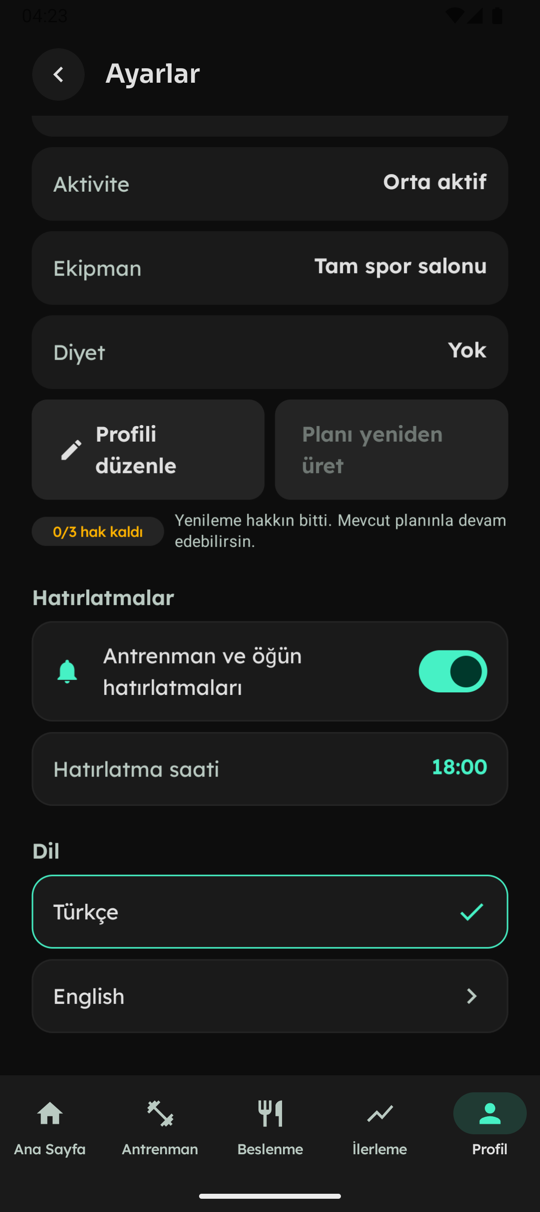 04:23
Ayarlar
Aktivite
Orta aktif
Ekipman
Tam spor salonu
Diyet
Yok
Profili
düzenle
Planı yeniden
üret
0/3 hak kaldı
Yenileme hakkın bitti. Mevcut planınla devam
edebilirsin.
Hatırlatmalar
Antrenman ve öğün
hatırlatmaları
Hatırlatma saati
18:00
Dil
Türkçe
English
Ana Sayfa
Antrenman
Beslenme
İlerleme
Profil